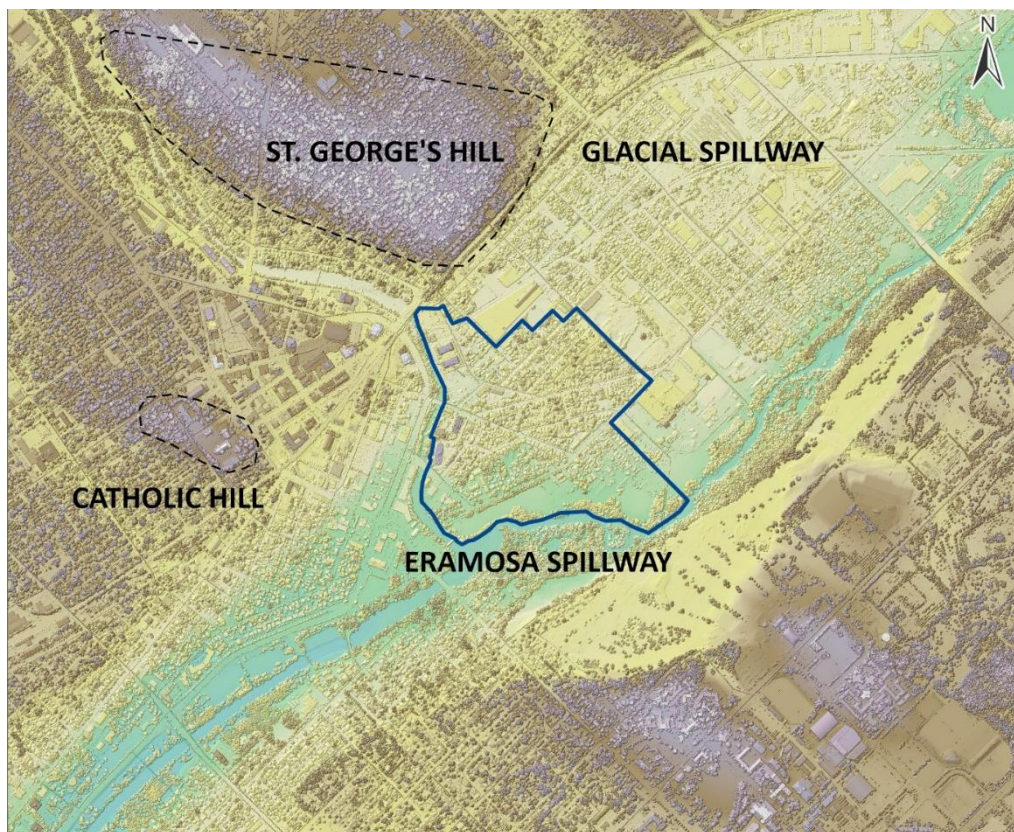 N
ST. GEORGE'S HILL
GLACIAL SPILLWAY
CATHOLIC HILL
ERAMOSA SPILLWAY